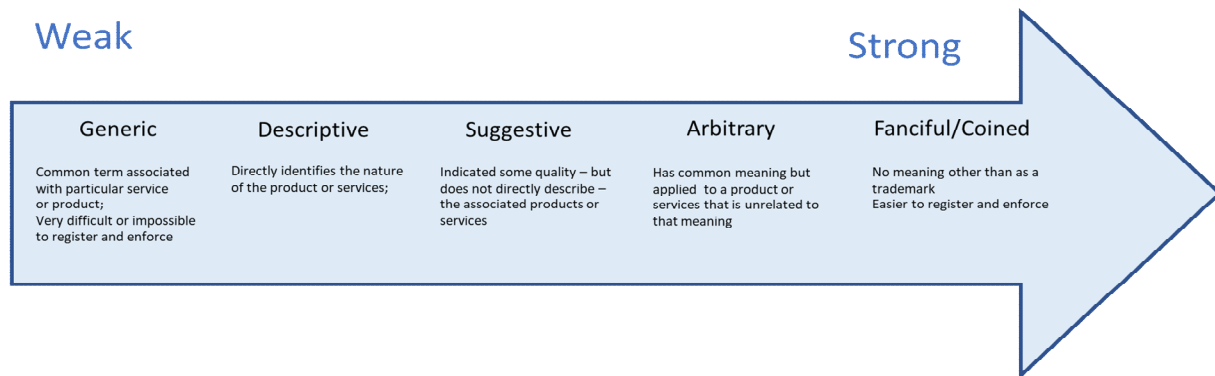 Weak
Strong
Generic
Common term associated
with particular service
or product;
Very difficult or impossible
to register and enforce
Descriptive
Directly identifies the nature
of the product or services;
Suggestive
Indicated some quality – but
does not directly describe –
the associated products or
services
Arbitrary
Has common meaning but
applied to a product or
services that is unrelated to
that meaning
Fanciful/Coined
No meaning other than as a
trademark
Easier to register and enforce